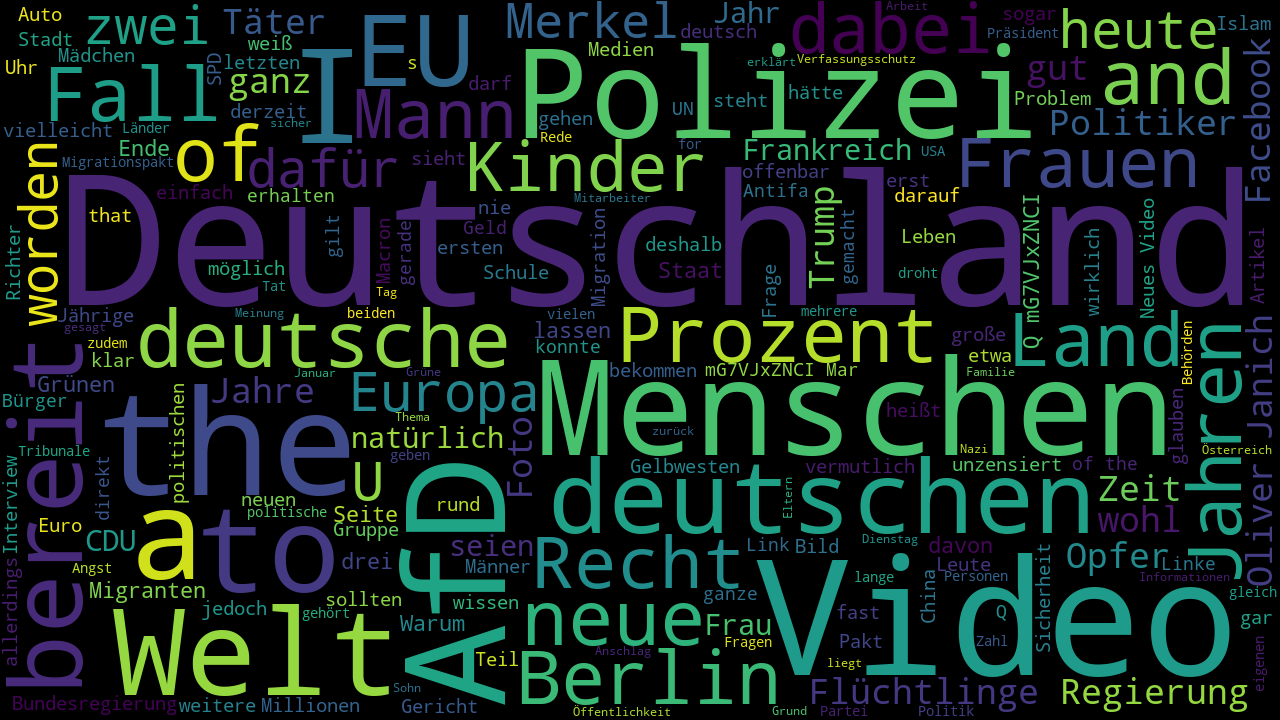 Auto
zwei
Täter
I
EU
Merkel
Jahr
dabei
heute
sogar
Islam
Arbeit
Stadt
Mädchen
weiß
letzten
SPD
s
Medien
deutsch
Präsident
Uhr
Fall
ganz
Mann
darf
Polizei
erklärt
Verfassungsschutz
gut
and
Facebook
derzeit
gehen
UN
steht
hätte
Problem
Politiker
vielleicht
Länder
sicher
Rede
for
Ende
of
dafür
sieht
Kinder
Frankreich
USA
Frauen
Migrationspakt
offenbar
worden
einfach
erhalten
Mitarbeiter
Antifa
erst
darauf
that
Deutschland
nie
Geld
gilt
Macron
gerade
ersten
Migration
deshalb
Trump
gemacht
Leben
Q mG7VJxZNCI
wirklich
Neues Video
Artikel
Richter
möglich
Tat
Schule
Staat
Frage
droht
Tag
Jährige
Meinung
beiden
vielen
mehrere
gesagt
zudem
deutsche
lassen
Prozent
große
Land
Behörden
klar
konnte
etwa
bereit
Grünen
Januar
Grüne
bekommen
mG7VJxZNCI Mar
Familie
Jahre
Europa
Menschen
Jahren
Bürger
the
politischen
Thema
Foto
heißt
glauben
Oliver Janich
natürlich
zurück
Nazi
Österreich
Tribunale
geben
Gelbwesten
vermutlich
unzensiert
of the
Interview
direkt
U
AfD
Eltern
deutschen
Zeit
neuen
politische
rund
Euro
a
to
Seite
Gruppe
wohl
CDU
seien
Recht
Link
Bild
Dienstag
davon
Opfer
allerdings
Angst
drei
Männer
Leute
Linke
Migranten
Video
lange
China
Personen
Sicherheit
Informationen
gleich
jedoch
gehört
sollten
wissen
neue
ganze
fast
Q
gar
Welt
Warum
Frau
Fragen
Pakt
Zahl
Teil
Anschlag
liegt
eigenen
Sohn
Berlin
Flüchtlinge
Regierung
Bundesregierung
weitere
Millionen
Gericht
Öffentlichkeit
Grund
Partei
Politik